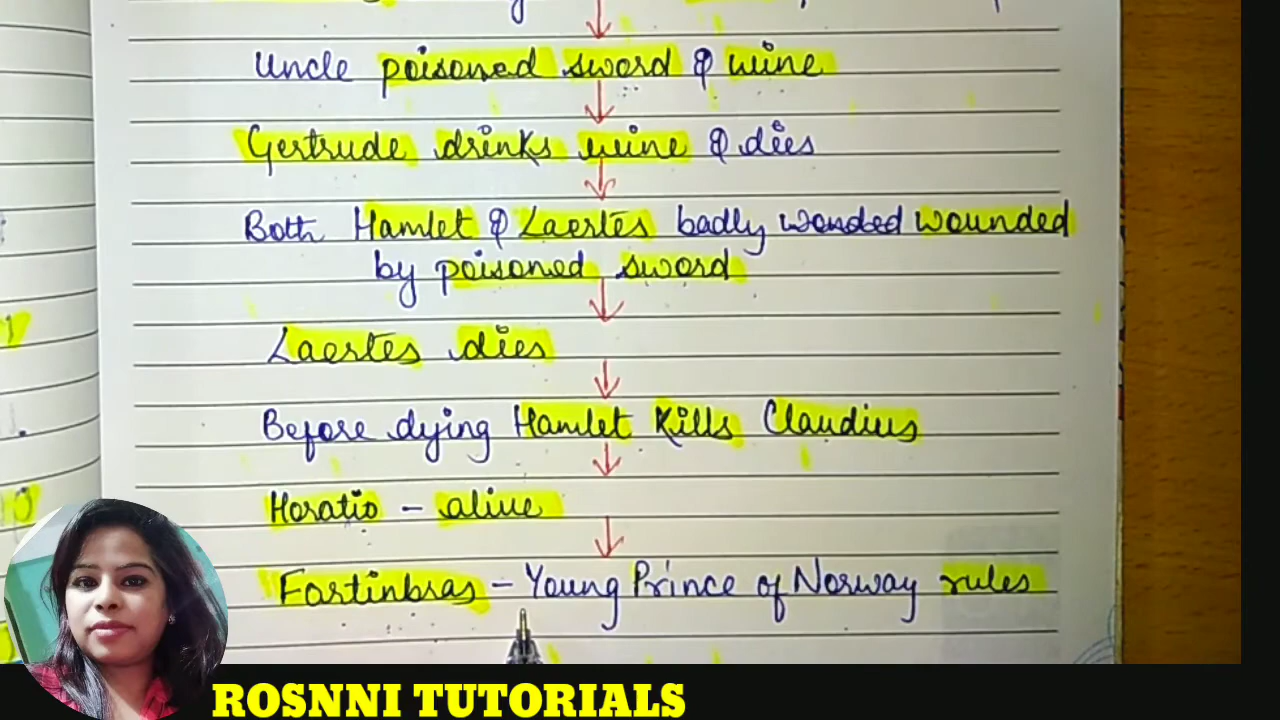 Uncle poisoned sword & wine
Gertrude drinks wine & dies
Both Hamlet & Laertes badly wonded wounded
by poisoned sword
Laertes dies
Before dying Hamlet kills Claudius
Horatio - alive
Fortinbras - Young Prince of Norway rules
ROSNNI TUTORIALS